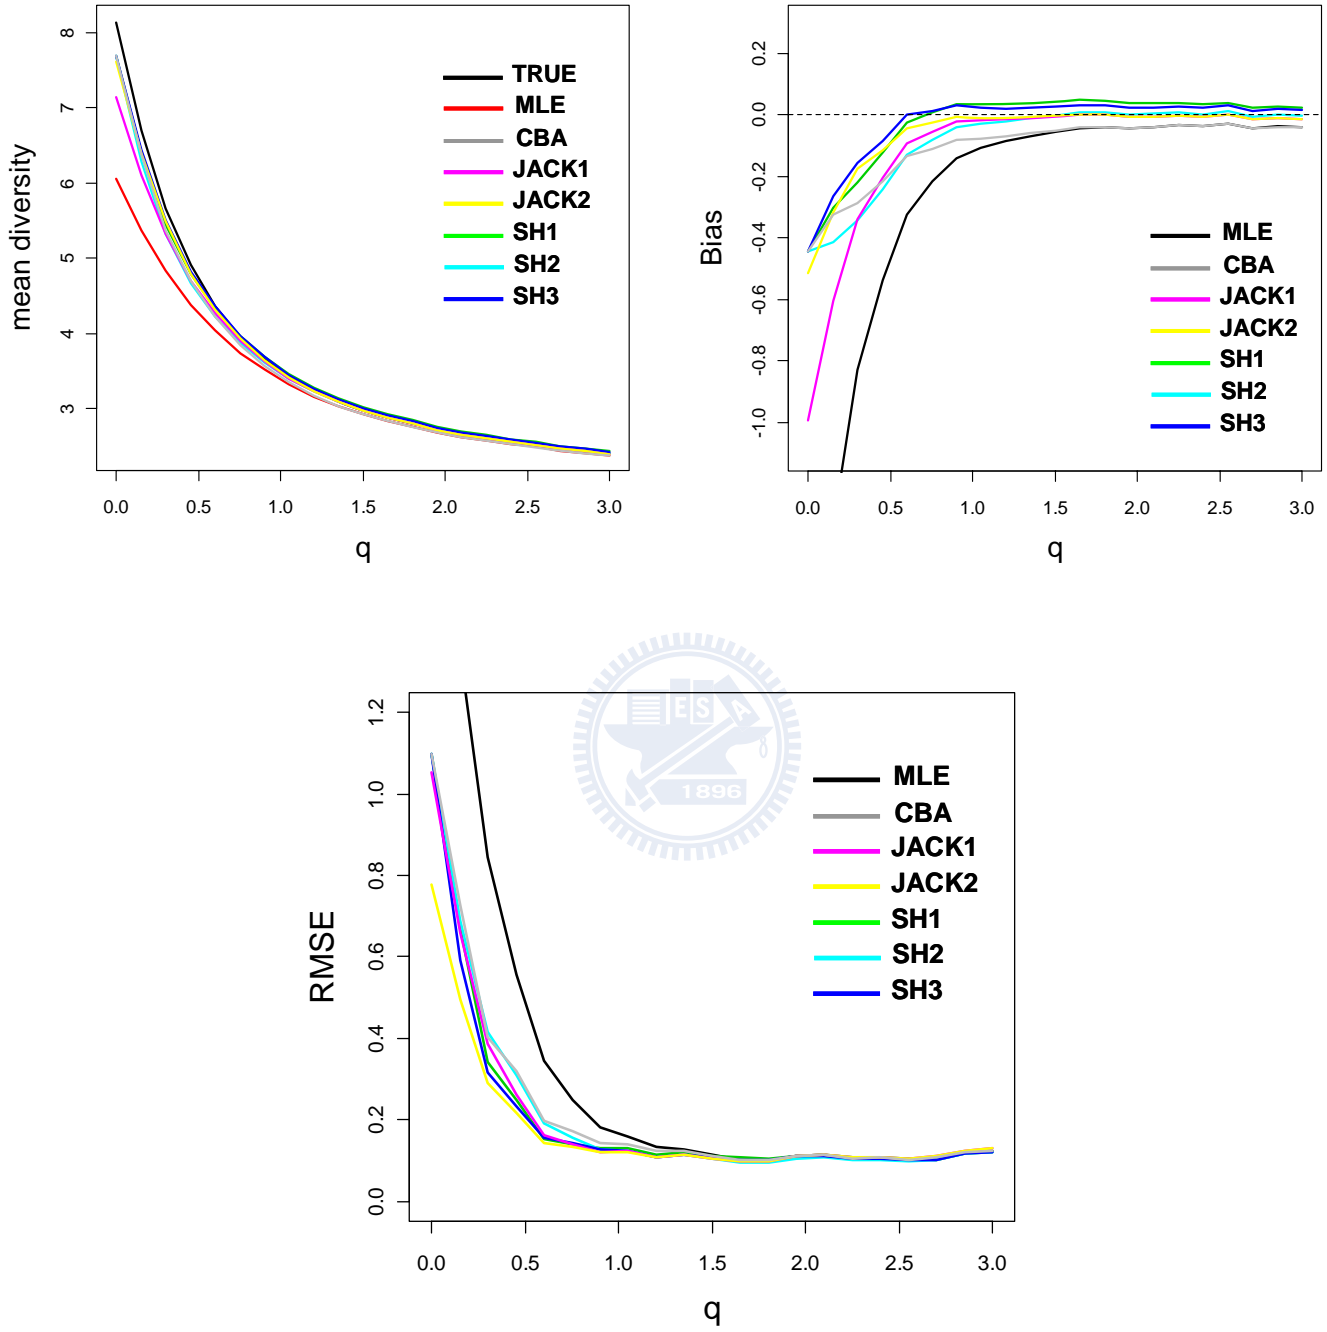 mean diversity
8
7
6
5
4
3
TRUE
MLE
CBA
JACK1
JACK2
SH1
SH2
SH3
0.0 0.5 1.0 1.5 2.0 2.5 3.0
q
Bias
0.2
0.0
-0.2
-0.4
-0.6
-0.8
-1.0
MLE
CBA
JACK1
JACK2
SH1
SH2
SH3
0.0 0.5 1.0 1.5 2.0 2.5 3.0
q
RMSE
1.2
1.0
0.8
0.6
0.4
0.2
0.0
E S A
1896
MLE
CBA
JACK1
JACK2
SH1
SH2
SH3
0.0 0.5 1.0 1.5 2.0 2.5 3.0
q